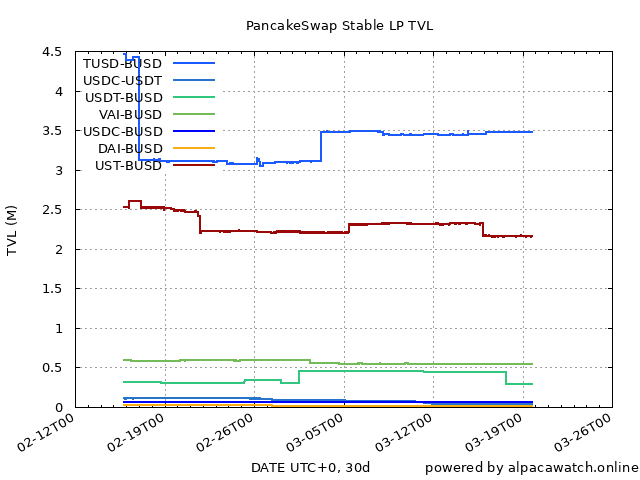 PancakeSwap Stable LP TVL
4.5
4
3.5
3
2.5
2
1.5
1
0.5
0
TVL (M)
TUSD-BUSD
USDC-USDT
USDT-BUSD
VAI-BUSD
USDC-BUSD
DAI-BUSD
UST-BUSD
02-12T00
02-19T00
02-26T00
03-05T00
03-12T00
03-19T00
03-26T00
DATE UTC+0, 30d
powered by alpacawatch.online